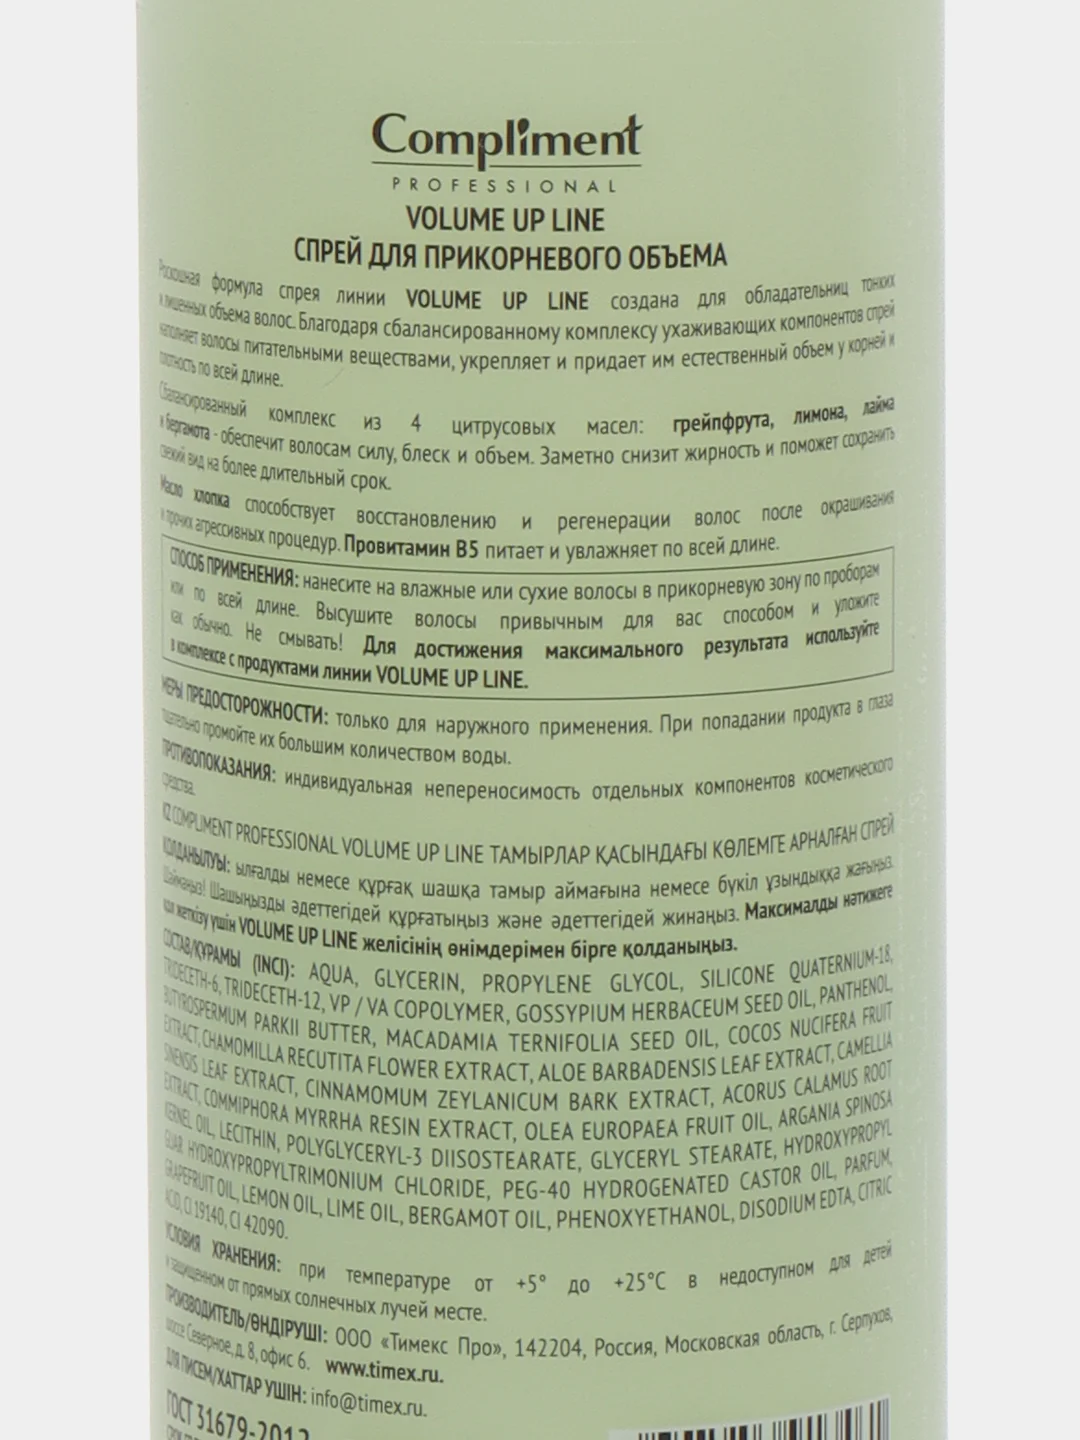 Compliment
PROFESSIONAL
VOLUME UP LINE
СПРЕЙ ДЛЯ ПРИКОРНЕВОГО ОБЪЕМА
Роскошная формула спрея линии VOLUME UP LINE создана для обладательниц тонких
и лишенных объема волос. Благодаря сбалансированному комплексу ухаживающих компонентов спрей
наполняет волосы питательными веществами, укрепляет и придает им естественный объем у корней и
плотность по всей длине.
Сбалансированный комплекс из 4 цитрусовых масел: грейпфрута, лимона, лайма
и бергамота - обеспечит волосам силу, блеск и объем. Заметно снизит жирность и поможет сохранить
свежий вид на более длительный срок.
Масло хлопка способствует восстановлению и регенерации волос после окрашивания
и прочих агрессивных процедур. Провитамин B5 питает и увлажняет по всей длине.
СПОСОБ ПРИМЕНЕНИЯ: нанесите на влажные или сухие волосы в прикорневую зону по проборам
или по всей длине. Высушите волосы привычным для вас способом и уложите
как обычно. Не смывать! Для достижения максимального результата используйте
в комплексе с продуктами линии VOLUME UP LINE.
МЕРЫ ПРЕДОСТОРОЖНОСТИ: только для наружного применения. При попадании продукта в глаза
тщательно промойте их большим количеством воды.
ПРОТИВОПОКАЗАНИЯ: индивидуальная непереносимость отдельных компонентов косметического
средства.
KZ COMPLIMENT PROFESSIONAL VOLUME UP LINE ТАМЫРЛАР ҚАСЫНДАҒЫ КӨЛЕМГЕ АРНАЛҒАН СПРЕЙ
ҚОЛДАНЫЛУЫ: ылғалды немесе құрғақ шашқа тамыр аймағына немесе бүкіл ұзындыққа жағыңыз.
Шаймаңыз! Шашыңызды әдеттегідей құрғатыңыз және әдеттегідей жинаңыз. Максималды нәтижеге
қол жеткізу үшін VOLUME UP LINE желісінің өнімдерімен бірге қолданыңыз.
СОСТАВ/ҚҰРАМЫ (INCI): AQUA, GLYCERIN, PROPYLENE GLYCOL, SILICONE QUATERNIUM-18,
TRIDECETH-6, TRIDECETH-12, VP / VA COPOLYMER, GOSSYPIUM HERBACEUM SEED OIL, PANTHENOL,
BUTYROSPERMUM PARKII BUTTER, MACADAMIA TERNIFOLIA SEED OIL, COCOS NUCIFERA FRUIT
EXTRACT, CHAMOMILLA RECUTITA FLOWER EXTRACT, ALOE BARBADENSIS LEAF EXTRACT, CAMELLIA
SINENSIS LEAF EXTRACT, CINNAMOMUM ZEYLANICUM BARK EXTRACT, ACORUS CALAMUS ROOT
EXTRACT, COMMIPHORA MYRRHA RESIN EXTRACT, OLEA EUROPAEA FRUIT OIL, ARGANIA SPINOSA
KERNEL OIL, LECITHIN, POLYGLYCERYL-3 DIISOSTEARATE, GLYCERYL STEARATE, HYDROXYPROPYL
GUAR HYDROXYPROPYLTRIMONIUM CHLORIDE, PEG-40 HYDROGENATED CASTOR OIL, PARFUM,
GRAPEFRUIT OIL, LEMON OIL, LIME OIL, BERGAMOT OIL, PHENOXYETHANOL, DISODIUM EDTA, CITRIC
ACID, CI 19140, CI 42090.
УСЛОВИЯ ХРАНЕНИЯ: при температуре от +5° до +25°C в недоступном для детей
и защищенном от прямых солнечных лучей месте.
ПРОИЗВОДИТЕЛЬ/ӨНДІРУШІ: ООО «Тимекс Про», 142204, Россия, Московская область, г. Серпухов,
шоссе Северное, д. 8, офис 6. www.timex.ru.
ДЛЯ ПИСЕМ/ХАТТАР ҮШІН: info@timex.ru.
ГОСТ 31679-2012